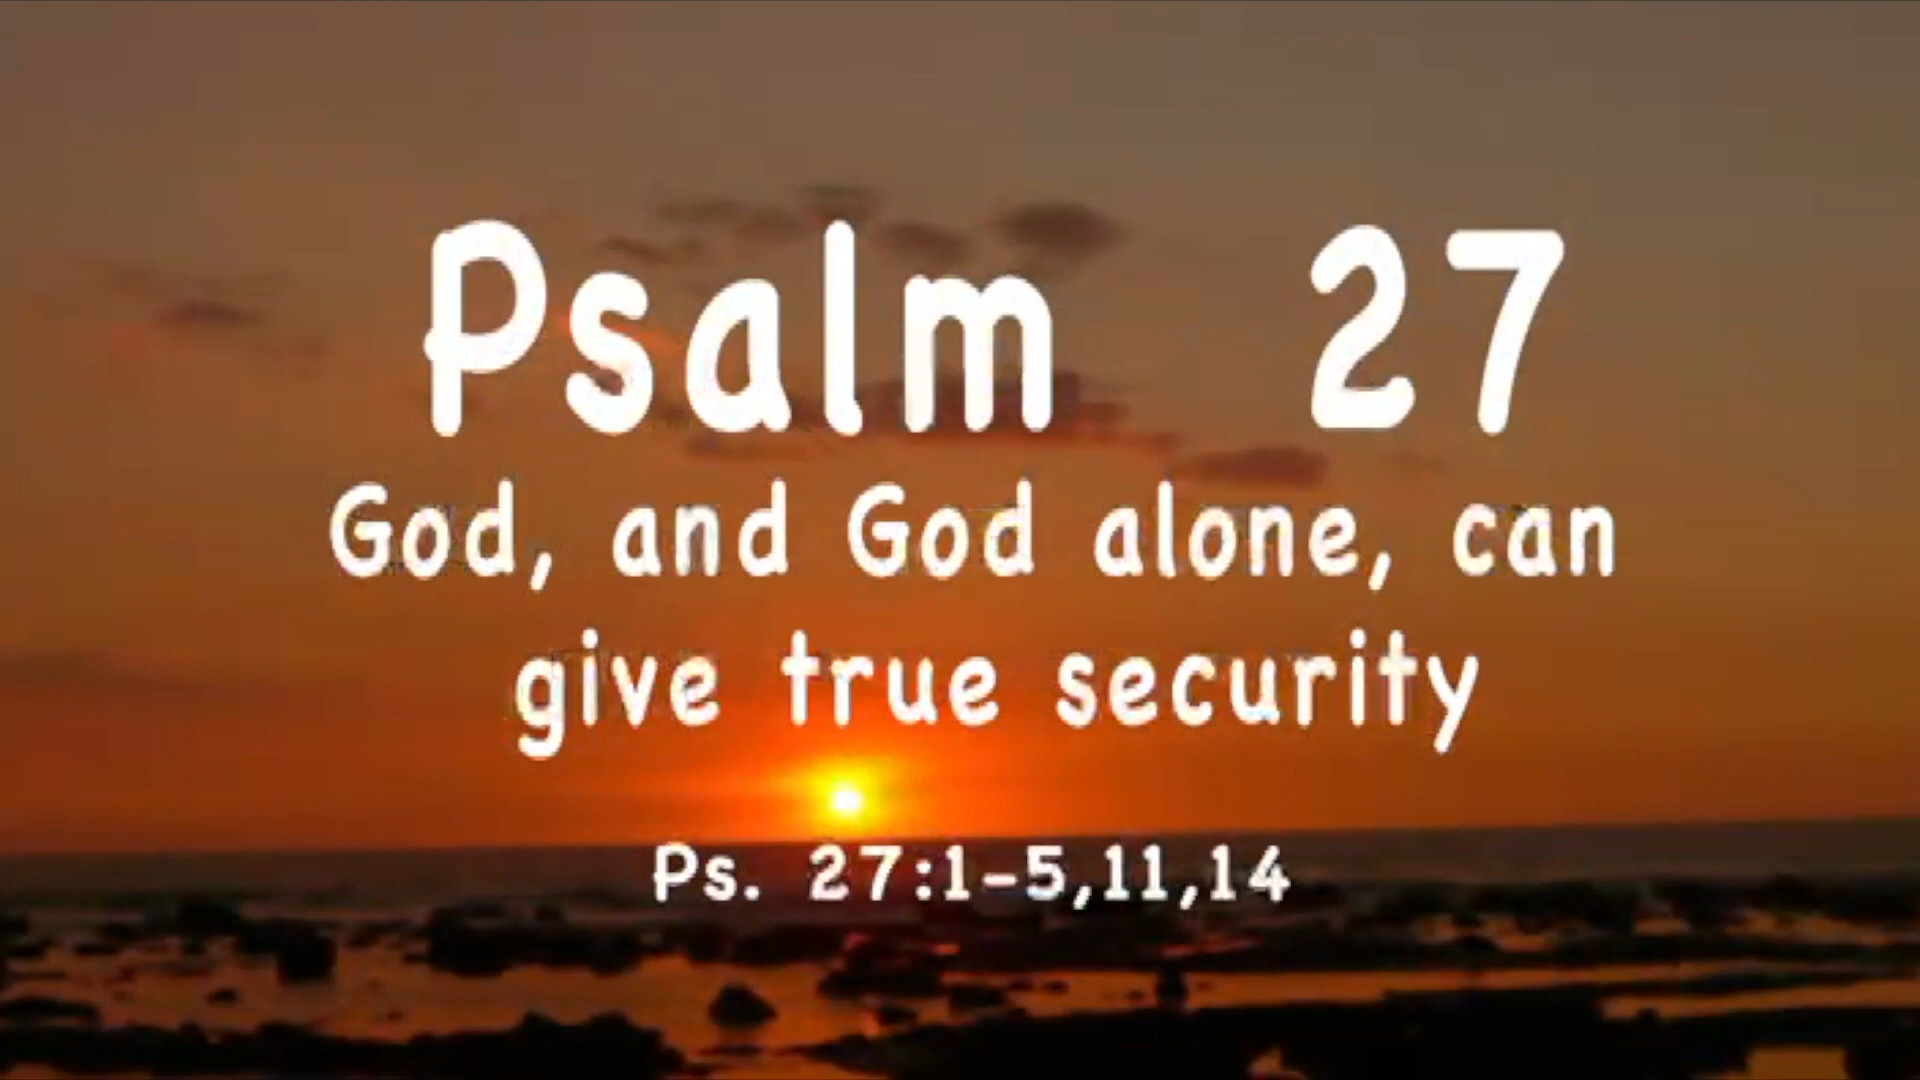 Psalm 27
God, and God alone, can
give true security
Ps. 27:1-5,11,14